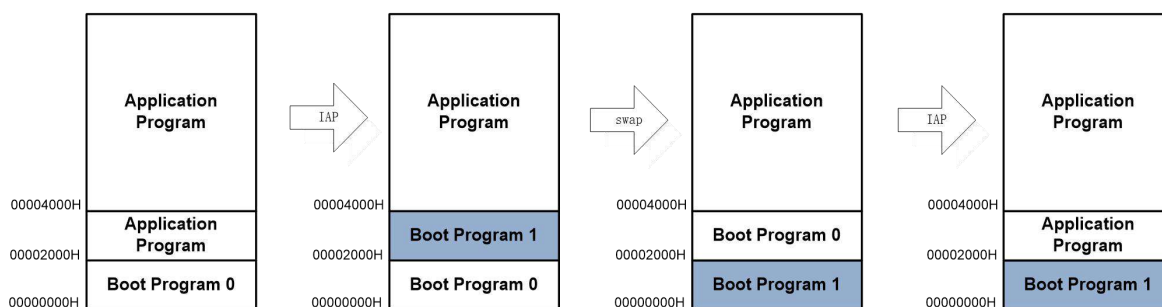 Application
Program
00004000H
Application
Program
00002000H
Boot Program 0
00000000H
IAP
Application
Program
00004000H
Boot Program 1
00002000H
Boot Program 0
00000000H
swap
Application
Program
00004000H
Boot Program 0
00002000H
Boot Program 1
00000000H
IAP
Application
Program
00004000H
Application
Program
00002000H
Boot Program 1
00000000H